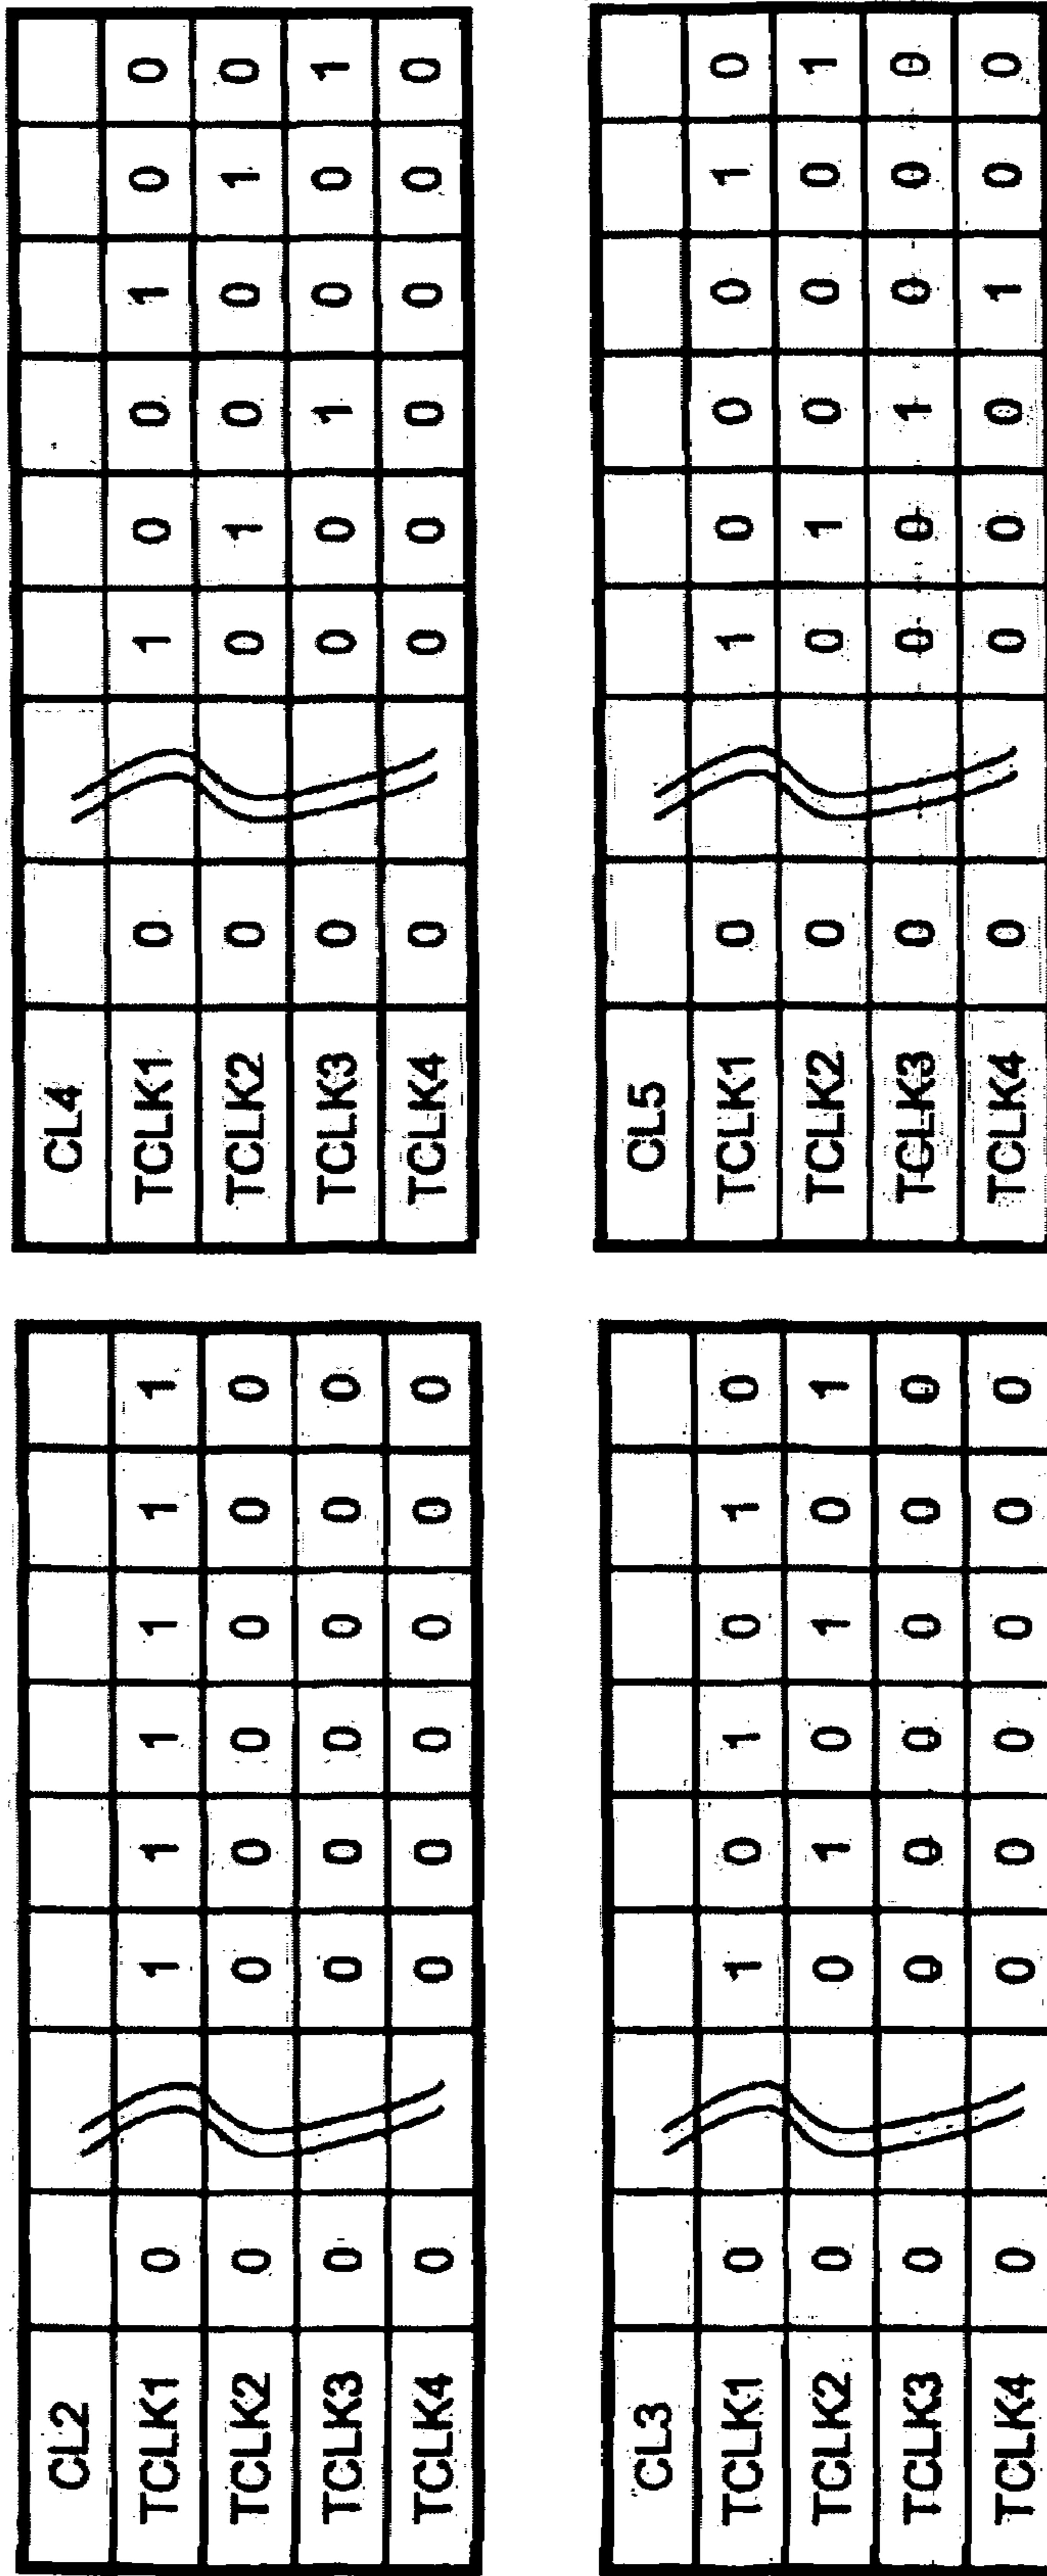 CL2
TCLK1 0 1 1 1 1 1 1
TCLK2 0 0 0 0 0 0 0
TCLK3 0 0 0 0 0 0 0
TCLK4 0 0 0 0 0 0 0
CL4
TCLK1 0 1 0 0 1 0 0
TCLK2 0 0 1 0 0 1 0
TCLK3 0 0 0 1 0 0 1
TCLK4 0 0 0 0 0 0 0
CL3
TCLK1 0 1 0 1 0 1 0
TCLK2 0 0 1 0 1 0 1
TCLK3 0 0 0 0 0 0 0
TCLK4 0 0 0 0 0 0 0
CL5
TCLK1 0 1 0 0 0 1 0
TCLK2 0 0 1 0 0 0 1
TCLK3 0 0 0 1 0 0 0
TCLK4 0 0 0 0 1 0 0